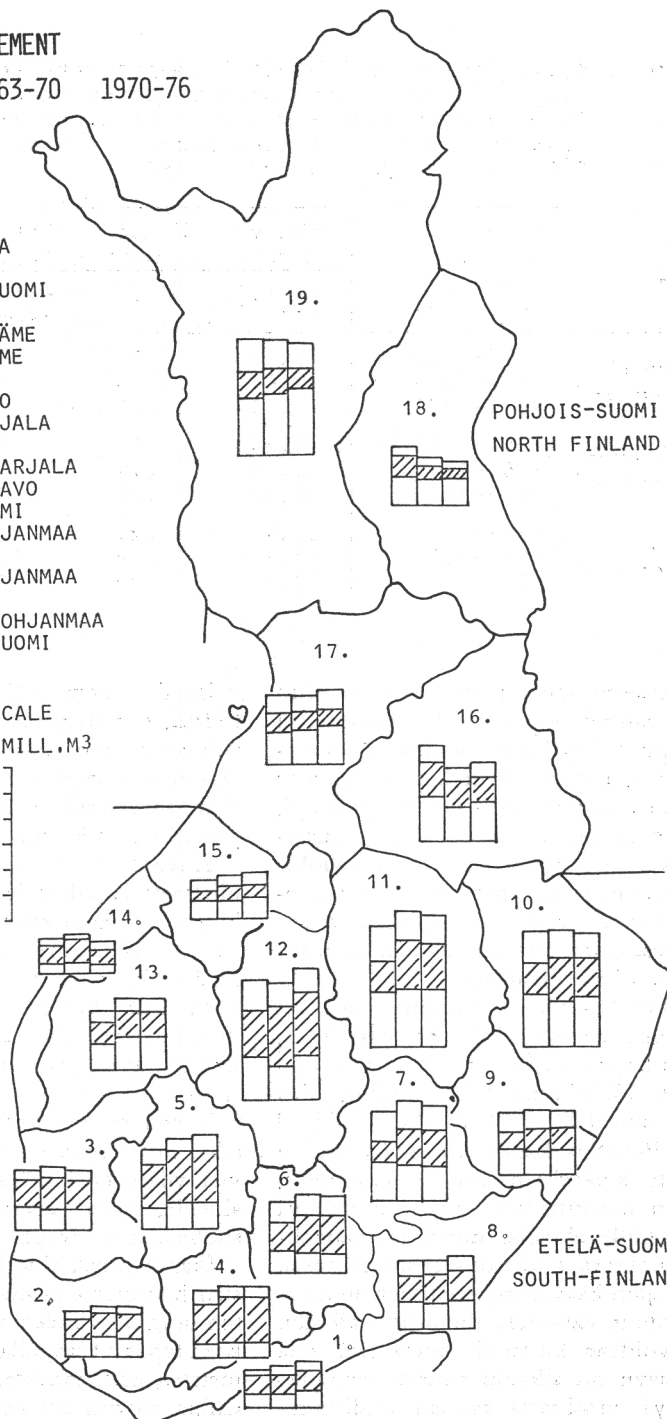 EMENT
63-70 1970-76
A
UOMI
ÄME
ME
O
RJALA
ARJALA
AVO
MI
JANMAA
JANMAA
OHJANMAA
UOMI
CALE
MILL.M³
19.
18.
POHJOIS-SUOMI
NORTH FINLAND
17.
16.
15.
11.
10.
14.
12.
13.
7.
9.
5.
3.
6.
8.
ETELÄ-SUOM
SOUTH-FINLAN
4.
2.
1.